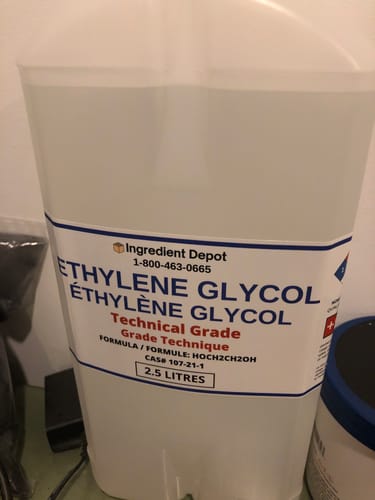 Ingredient Depot
1-800-463-0665
ETHYLENE GLYCOL
ÉTHYLÈNE GLYCOL
Technical Grade
Grade Technique
FORMULA / FORMULE: HOCH2CH2OH
CAS# 107-21-1
2.5 LITRES